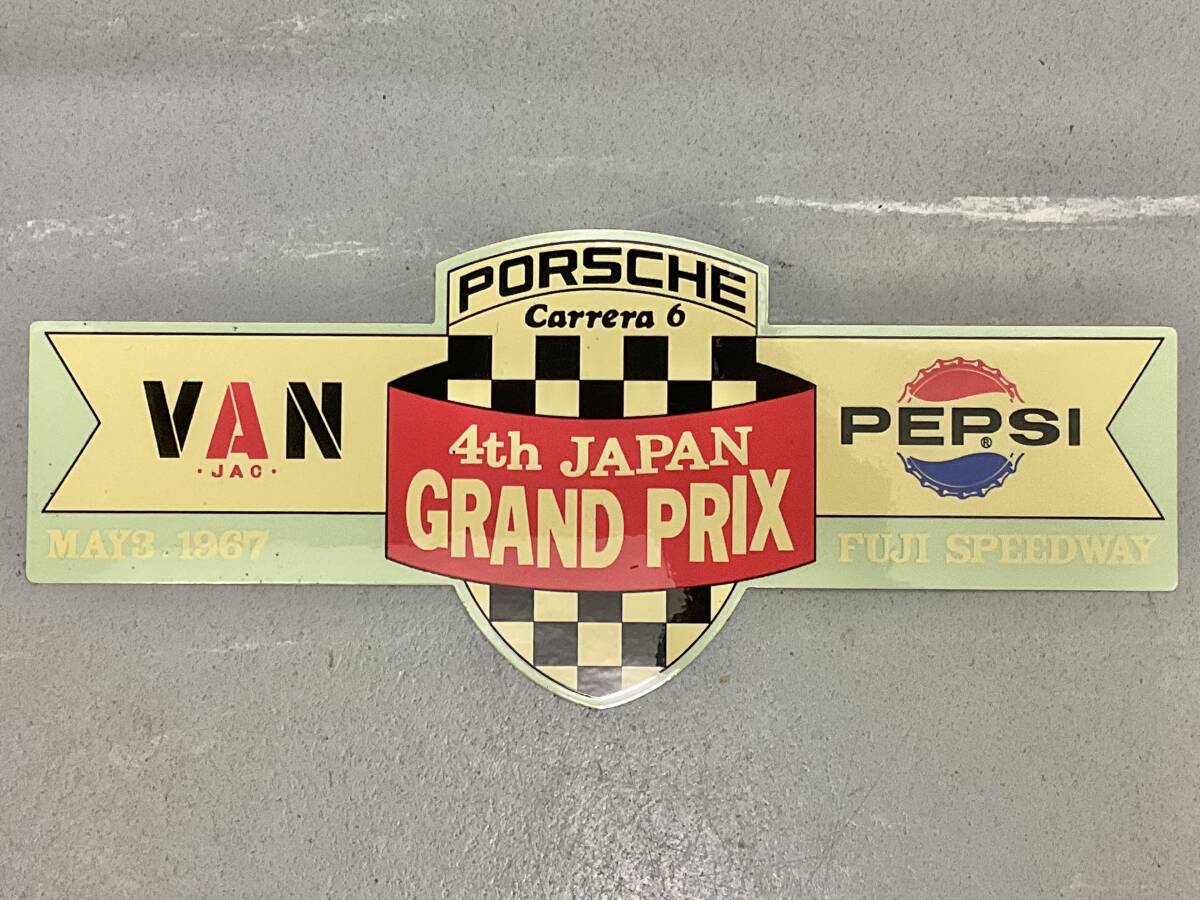 PORSCHE
Carrera 6
VAN
·JAC·
4th JAPAN
GRAND PRIX
PEPSI
®
MAY3 1967
FUJI SPEEDWAY